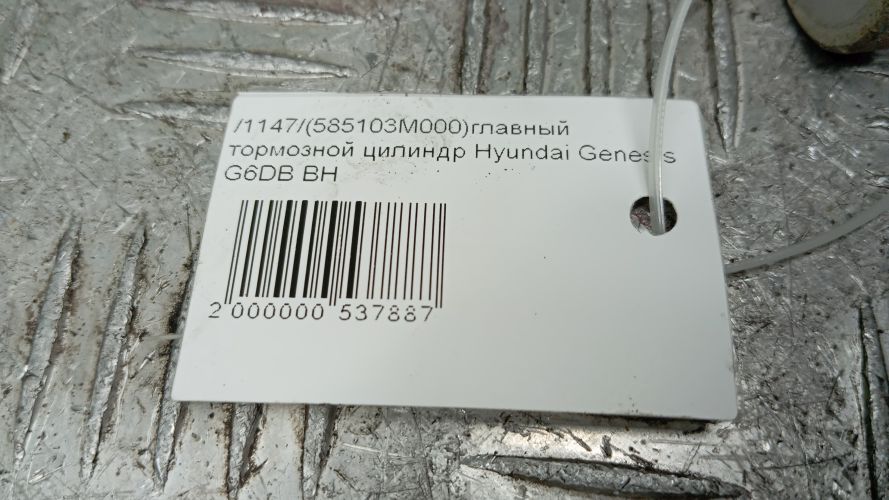 /1147/(585103M000)главный
тормозной цилиндр Hyundai Genesis
G6DB BH
2 000000 537887